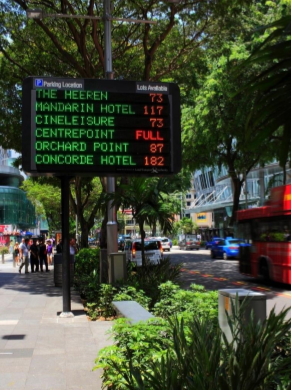 P Parking Location Lots Available
THE HEEREN 73
MANDARIN HOTEL 117
CINELEISURE 73
CENTREPOINT FULL
ORCHARD POINT 87
CONCORDE HOTEL 182